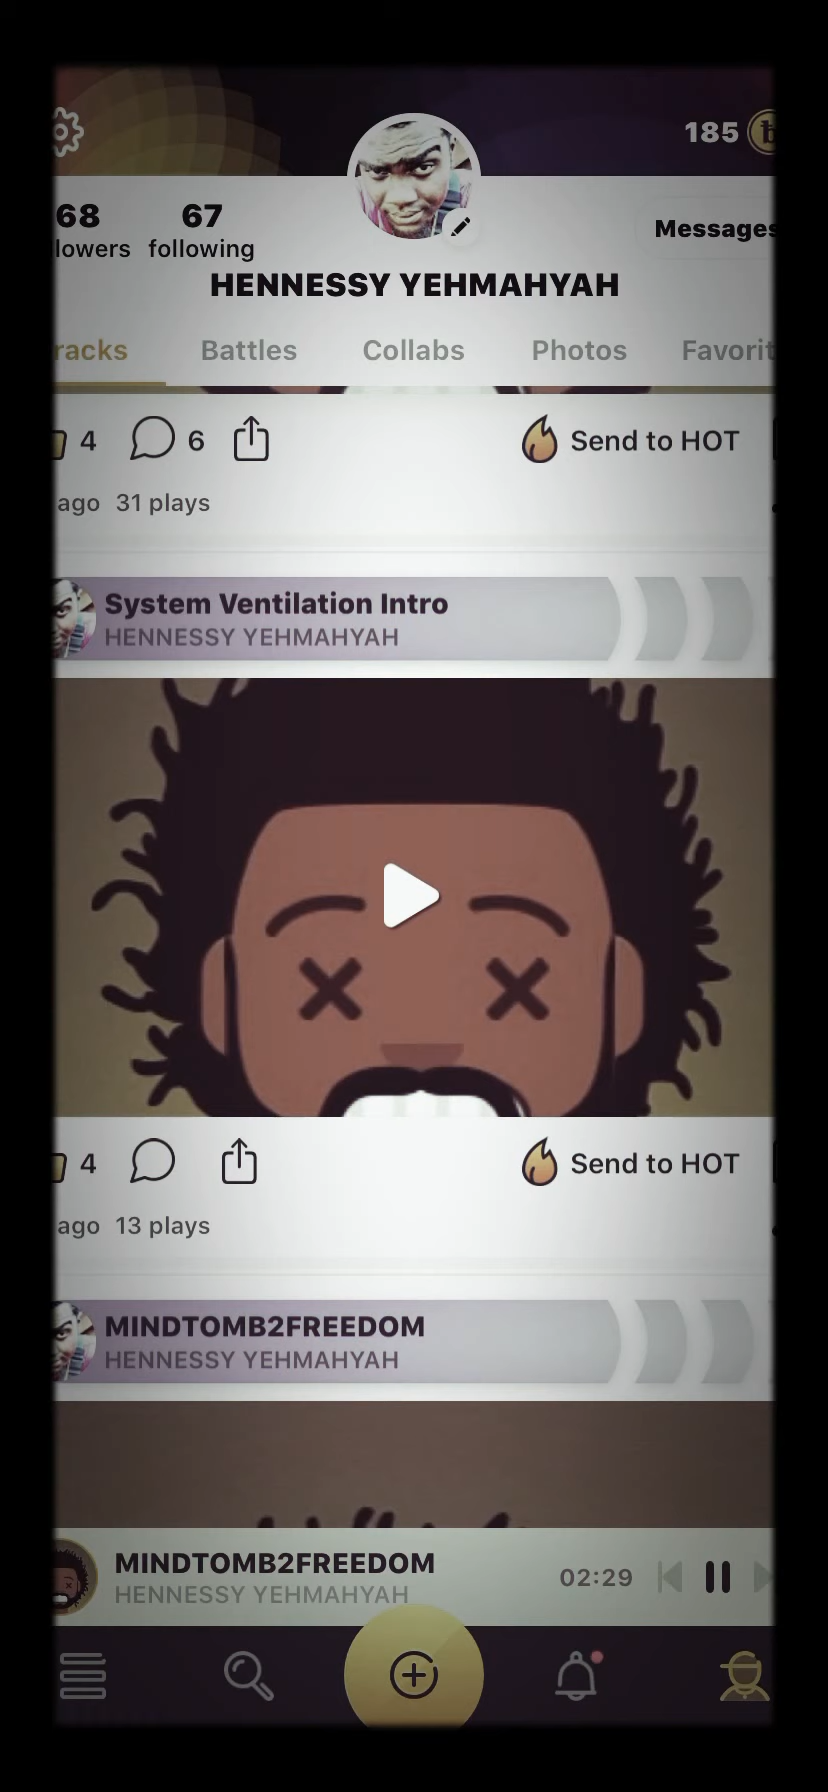 185
68 67
lowers following
Messages
HENNESSY YEHMAHYAH
racks Battles Collabs Photos Favorit
4 6 Send to HOT
ago 31 plays
System Ventilation Intro
HENNESSY YEHMAHYAH
4 Send to HOT
ago 13 plays
MINDTOMB2FREEDOM
HENNESSY YEHMAHYAH
MINDTOMB2FREEDOM
02:29
HENNESSY YEHMAHYAH